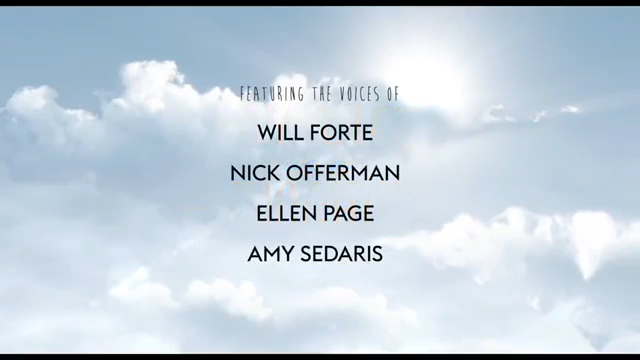 FEATURING THE VOICES OF
WILL FORTE
NICK OFFERMAN
ELLEN PAGE
AMY SEDARIS